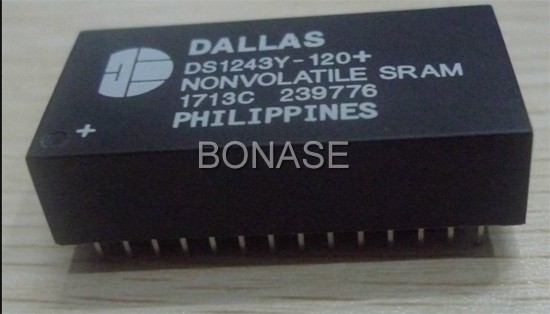 DALLAS
DS1243Y-120+
NONVOLATILE SRAM
1713C 239776
PHILIPPINES
+
BONASE